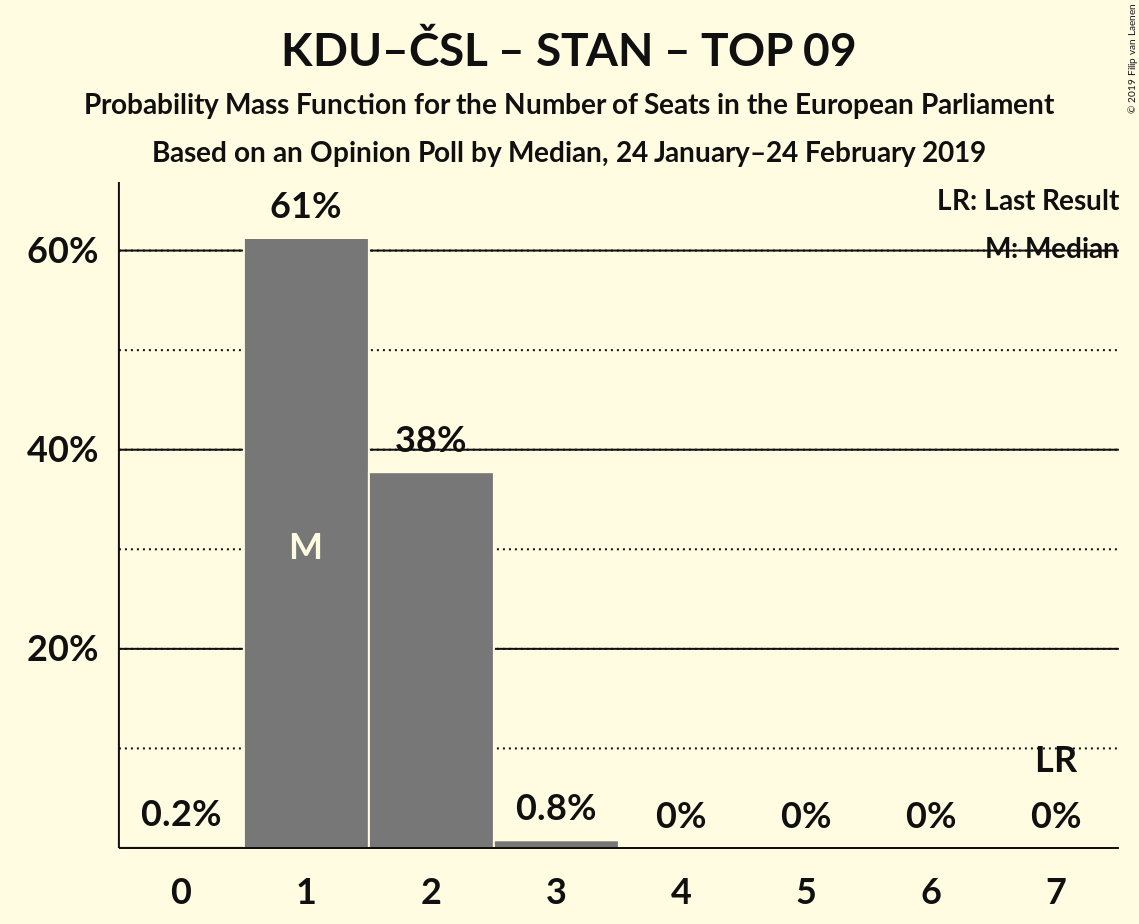 KDU–ČSL – STAN – TOP 09
Probability Mass Function for the Number of Seats in the European Parliament
Based on an Opinion Poll by Median, 24 January–24 February 2019
© 2019 Filip van Laenen
LR: Last Result
M: Median
60%
40%
20%
61%
38%
M
LR
0.2%
0.8%
0%
0%
0%
0%
0 1 2 3 4 5 6 7